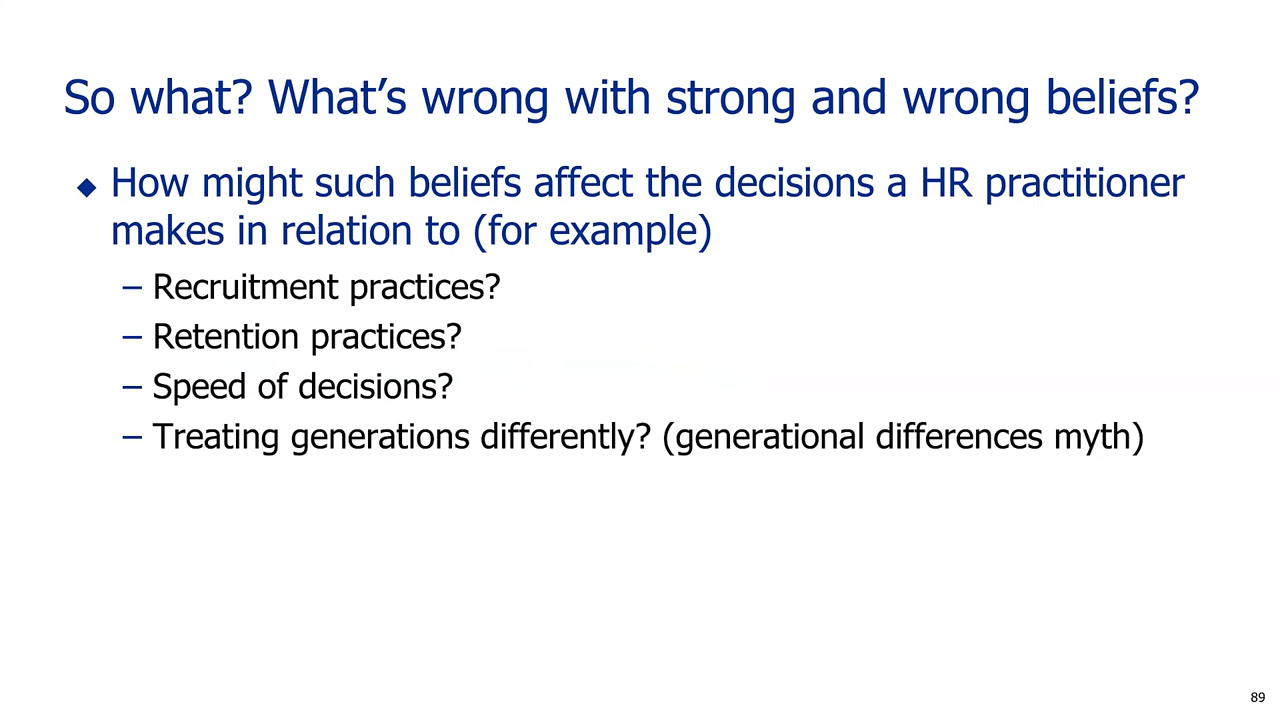 So what? What’s wrong with strong and wrong beliefs?
◆ How might such beliefs affect the decisions a HR practitioner
makes in relation to (for example)
– Recruitment practices?
– Retention practices?
– Speed of decisions?
– Treating generations differently? (generational differences myth)
89